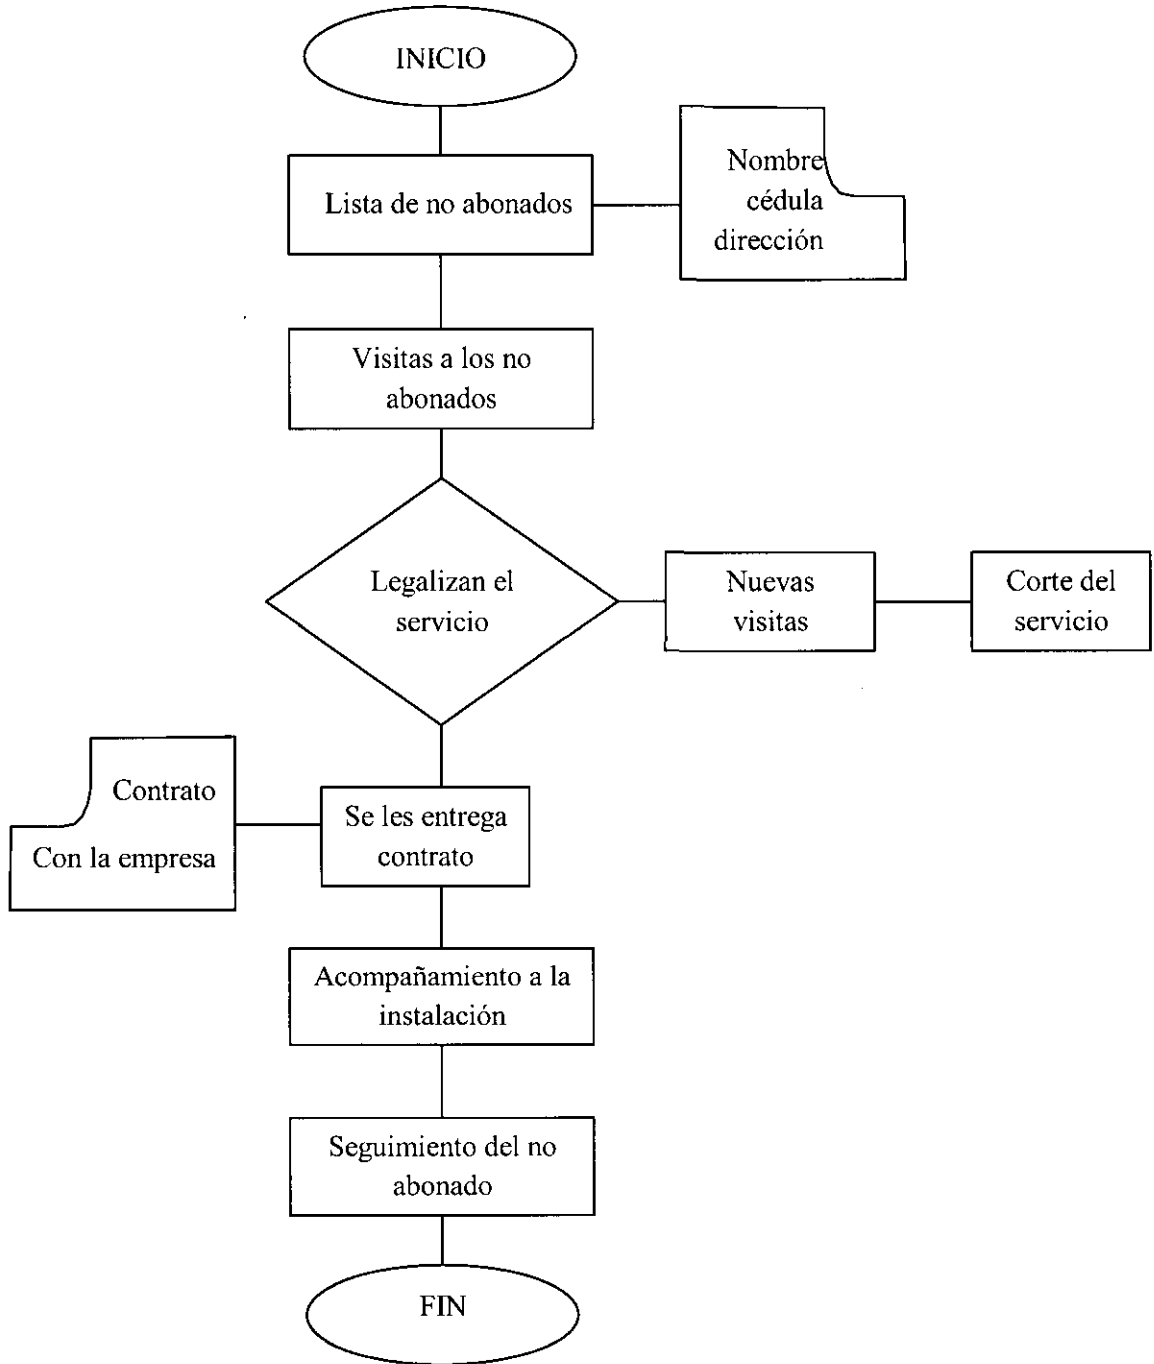 INICIO
Lista de no abonados
Nombre
cédula
dirección
Visitas a los no
abonados
Legalizan el
servicio
Nuevas
visitas
Corte del
servicio
Contrato
Con la empresa
Se les entrega
contrato
Acompañamiento a la
instalación
Seguimiento del no
abonado
FIN